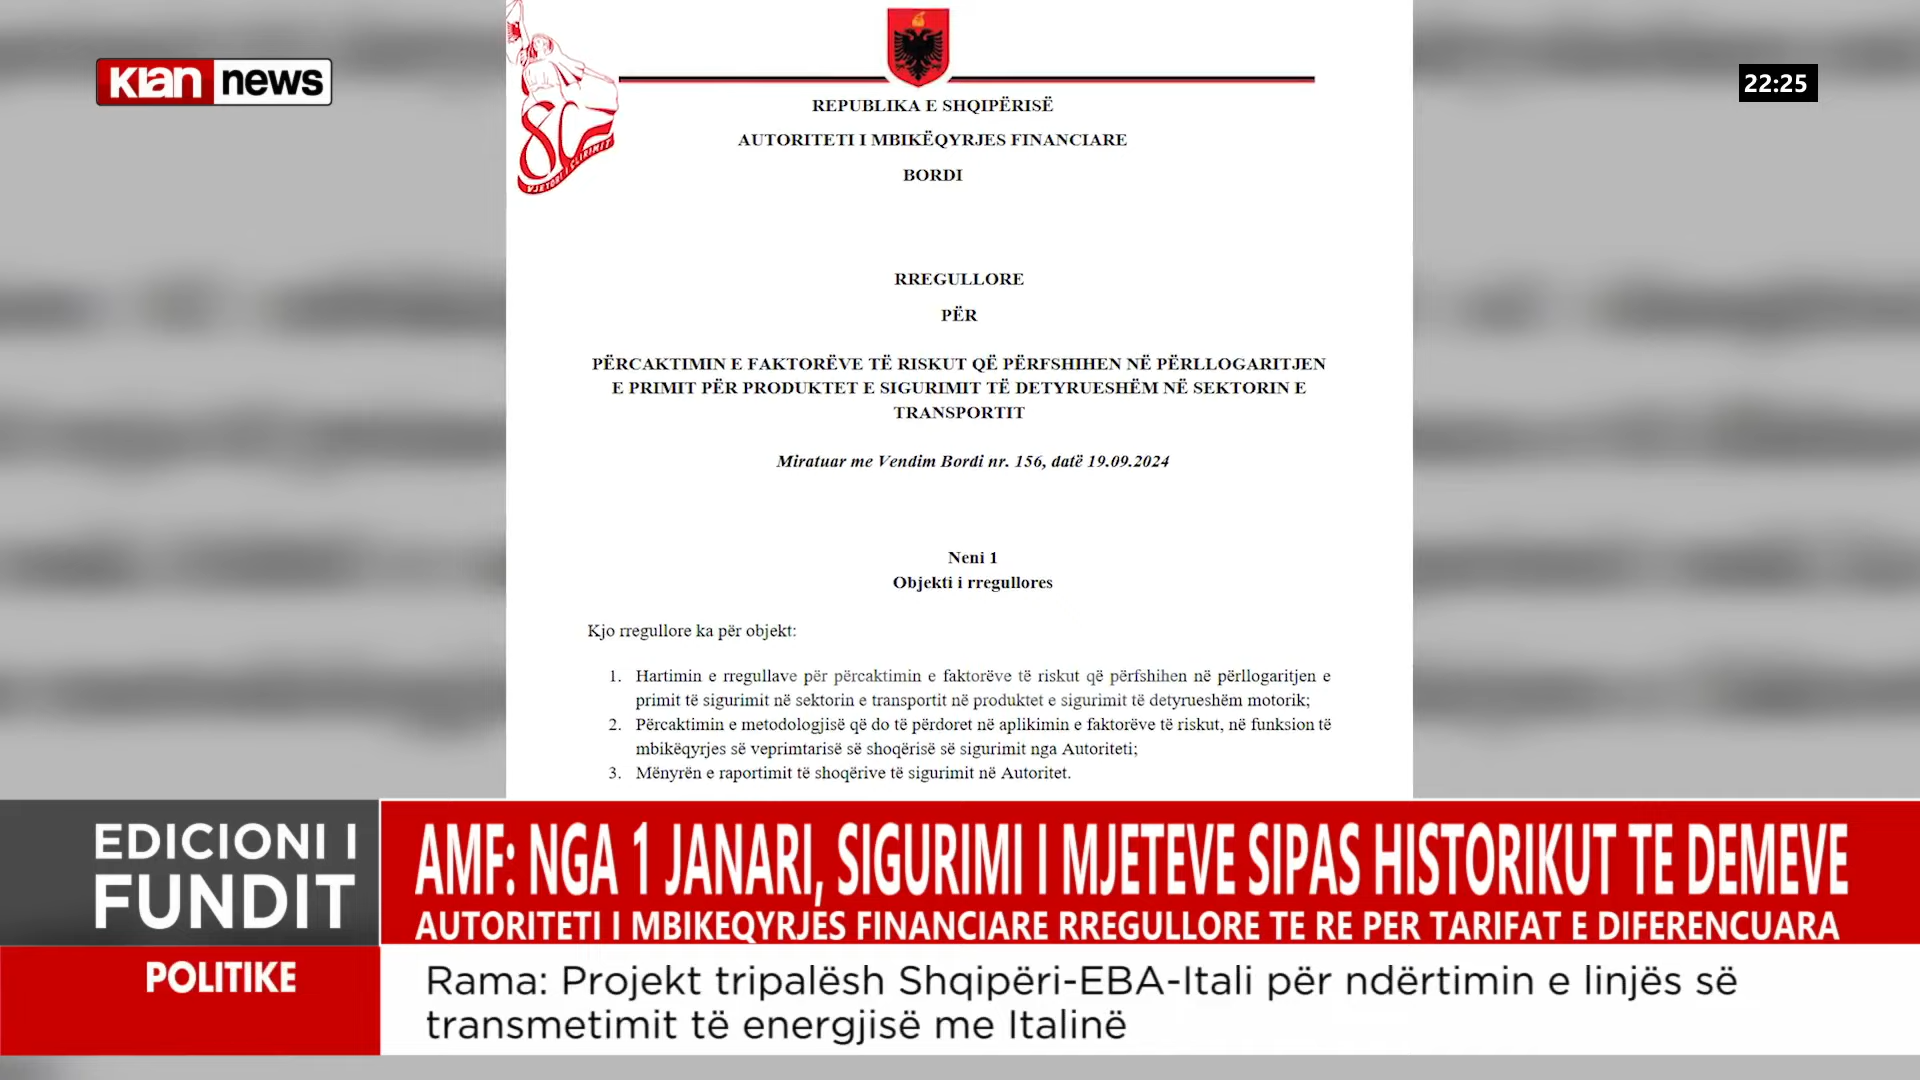 Klan news
22:25
80
VJETORI I ÇLIRIMIT
REPUBLIKA E SHQIPËRISË
AUTORITETI I MBIKËQYRJES FINANCIARE
BORDI
RREGULLORE
PËR
PËRCAKTIMIN E FAKTORËVE TË RISKUT QË PËRFSHIHEN NË PËRLLOGARITJEN
E PRIMIT PËR PRODUKTET E SIGURIMIT TË DETYRUESHËM NË SEKTORIN E
TRANSPORTIT
Miratuar me Vendim Bordi nr. 156, datë 19.09.2024
Neni 1
Objekti i rregullores
Kjo rregullore ka për objekt:
1. Hartimin e rregullave për përcaktimin e faktorëve të riskut që përfshihen në përllogaritjen e
primit të sigurimit në sektorin e transportit në produktet e sigurimit të detyrueshëm motorik;
2. Përcaktimin e metodologjisë që do të përdoret në aplikimin e faktorëve të riskut, në funksion të
mbikëqyrjes së veprimtarisë së shoqërisë së sigurimit nga Autoriteti;
3. Mënyrën e raportimit të shoqërive të sigurimit në Autoritet.
EDICIONI I
FUNDIT
AMF: NGA 1 JANARI, SIGURIMI I MJETEVE SIPAS HISTORIKUT TE DEMEVE
AUTORITETI I MBIKEQYRJES FINANCIARE RREGULLORE TE RE PER TARIFAT E DIFERENCUARA
POLITIKE
Rama: Projekt tripalësh Shqipëri-EBA-Itali për ndërtimin e linjës së
transmetimit të energjisë me Italinë